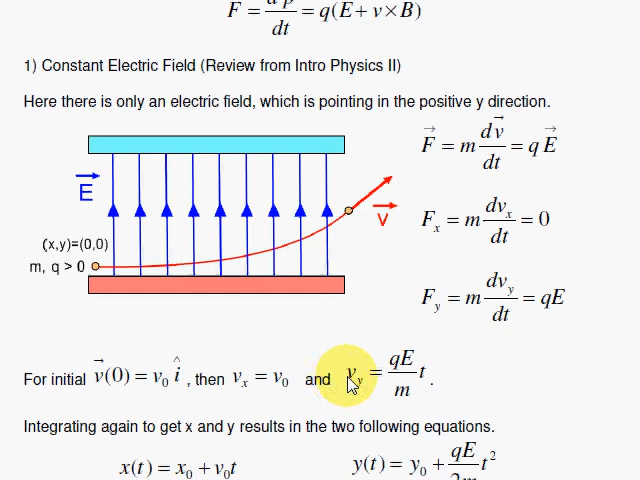 F = dp/dt = q(E + v × B)
1) Constant Electric Field (Review from Intro Physics II)
Here there is only an electric field, which is pointing in the positive y direction.
F = m dv/dt = q E
E
V
F_x = m dv_x/dt = 0
(x,y)=(0,0)
m, q > 0
F_y = m dv_y/dt = qE
For initial v(0) = v_0 i , then v_x = v_0 and v_y = qE/m t .
Integrating again to get x and y results in the two following equations.
x(t) = x_0 + v_0 t
y(t) = y_0 + qE/2m t^2